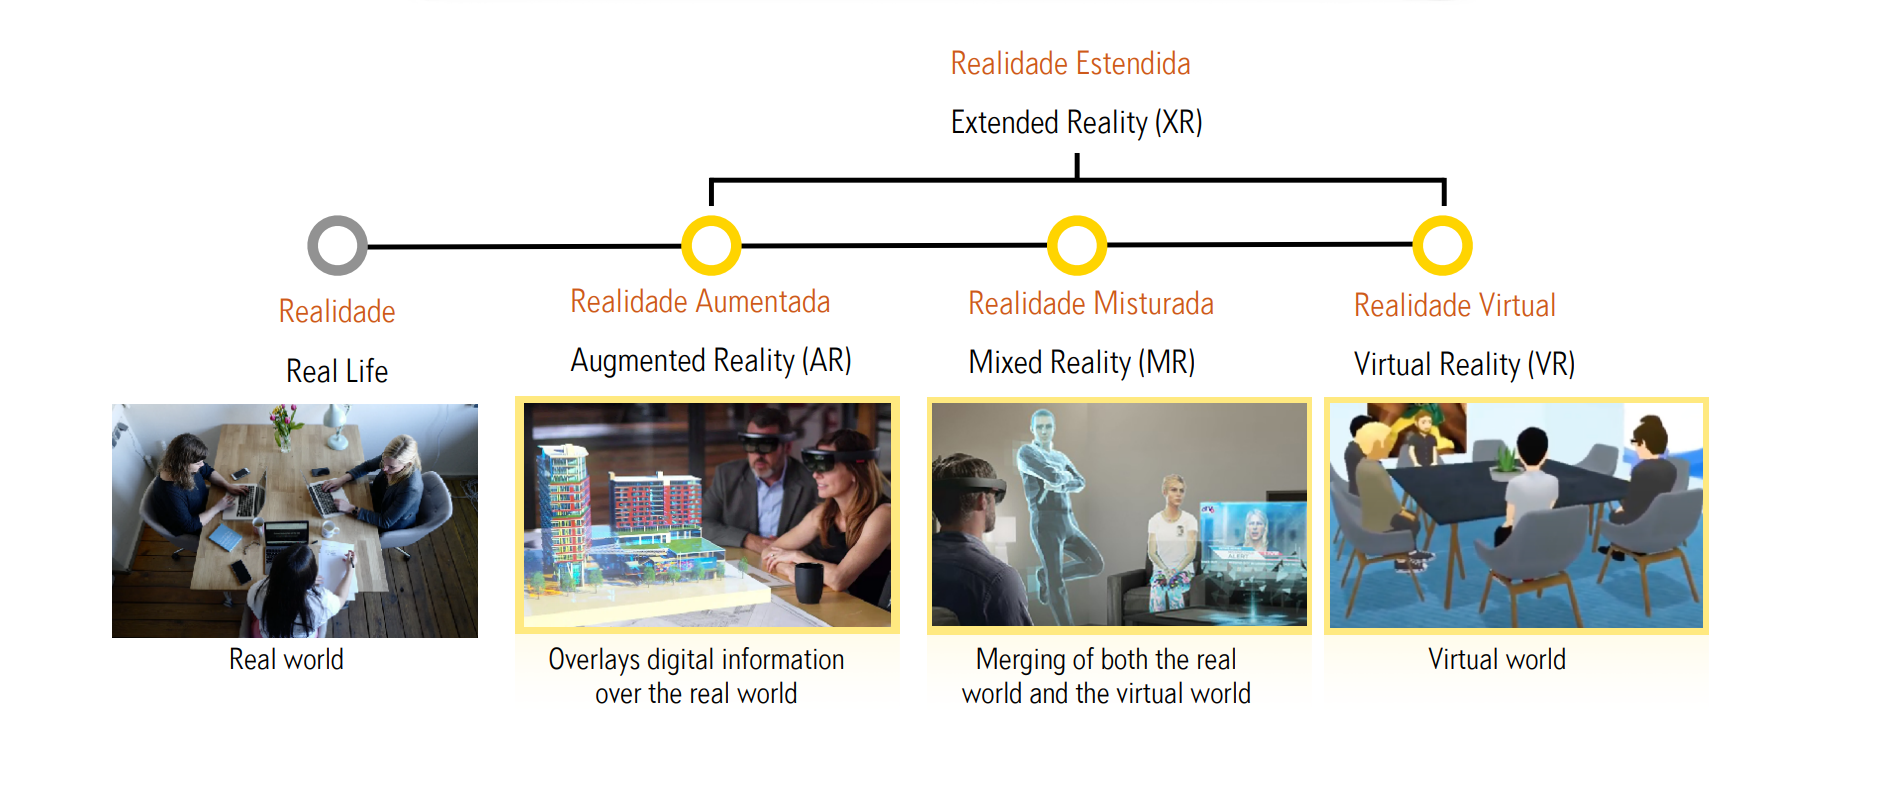 Realidade Estendida
Extended Reality (XR)
Realidade
Real Life
Real world
Realidade Aumentada
Augmented Reality (AR)
Overlays digital information
over the real world
Realidade Misturada
Mixed Reality (MR)
ALERT
Merging of both the real
world and the virtual world
Realidade Virtual
Virtual Reality (VR)
Virtual world